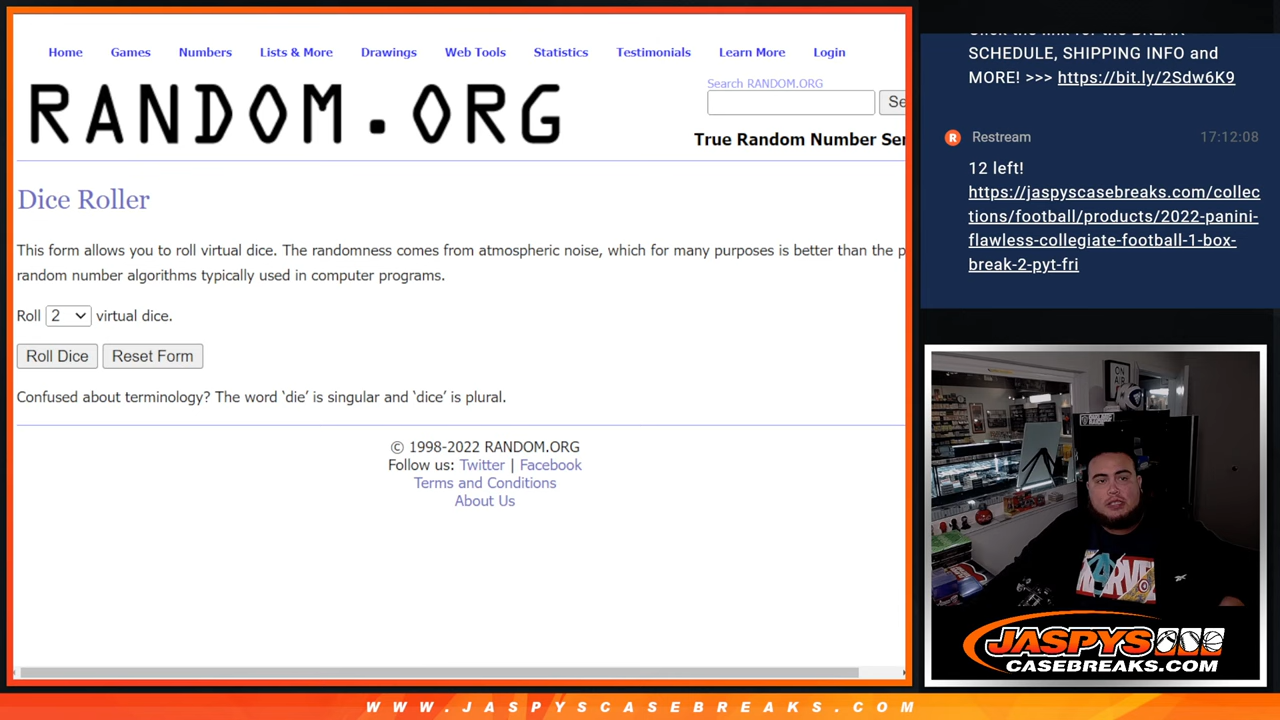 Home Games Numbers Lists & More Drawings Web Tools Statistics Testimonials Learn More Login
Search RANDOM.ORG
RANDOM.ORG
True Random Number Ser
Dice Roller
This form allows you to roll virtual dice. The randomness comes from atmospheric noise, which for many purposes is better than the p
random number algorithms typically used in computer programs.
Roll 2 virtual dice.
Roll Dice Reset Form
Confused about terminology? The word ‘die’ is singular and ‘dice’ is plural.
© 1998-2022 RANDOM.ORG
Follow us: Twitter | Facebook
Terms and Conditions
About Us
SCHEDULE, SHIPPING INFO and
MORE! >>> https://bit.ly/2Sdw6K9
R Restream 17:12:08
12 left!
https://jaspyscasebreaks.com/collec
tions/football/products/2022-panini-
flawless-collegiate-football-1-box-
break-2-pyt-fri
ON
AIR
MARVEL
JASPYS
CASEBREAKS.COM
WWW.JASPYSCASEBREAKS.COM